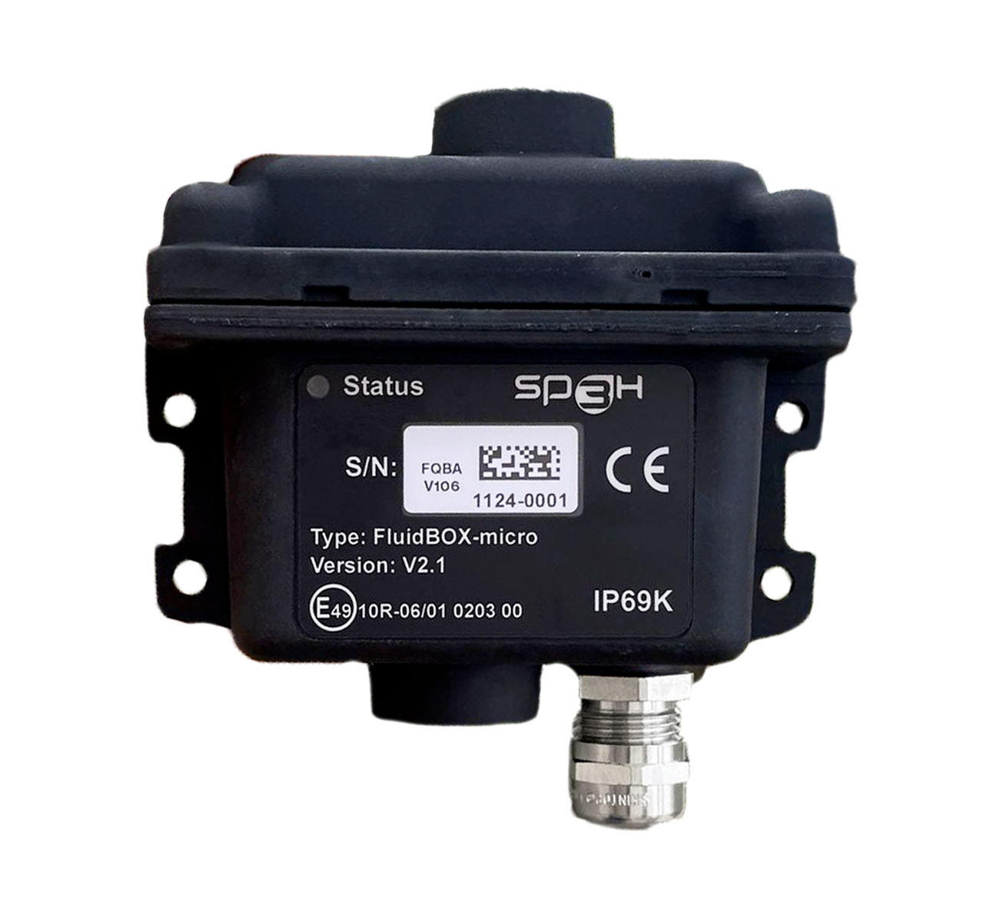 Status
SP3H
S/N:
FQBA
V106
1124-0001
CE
Type: FluidBOX-micro
Version: V2.1
E49 10R-06/01 0203 00
IP69K